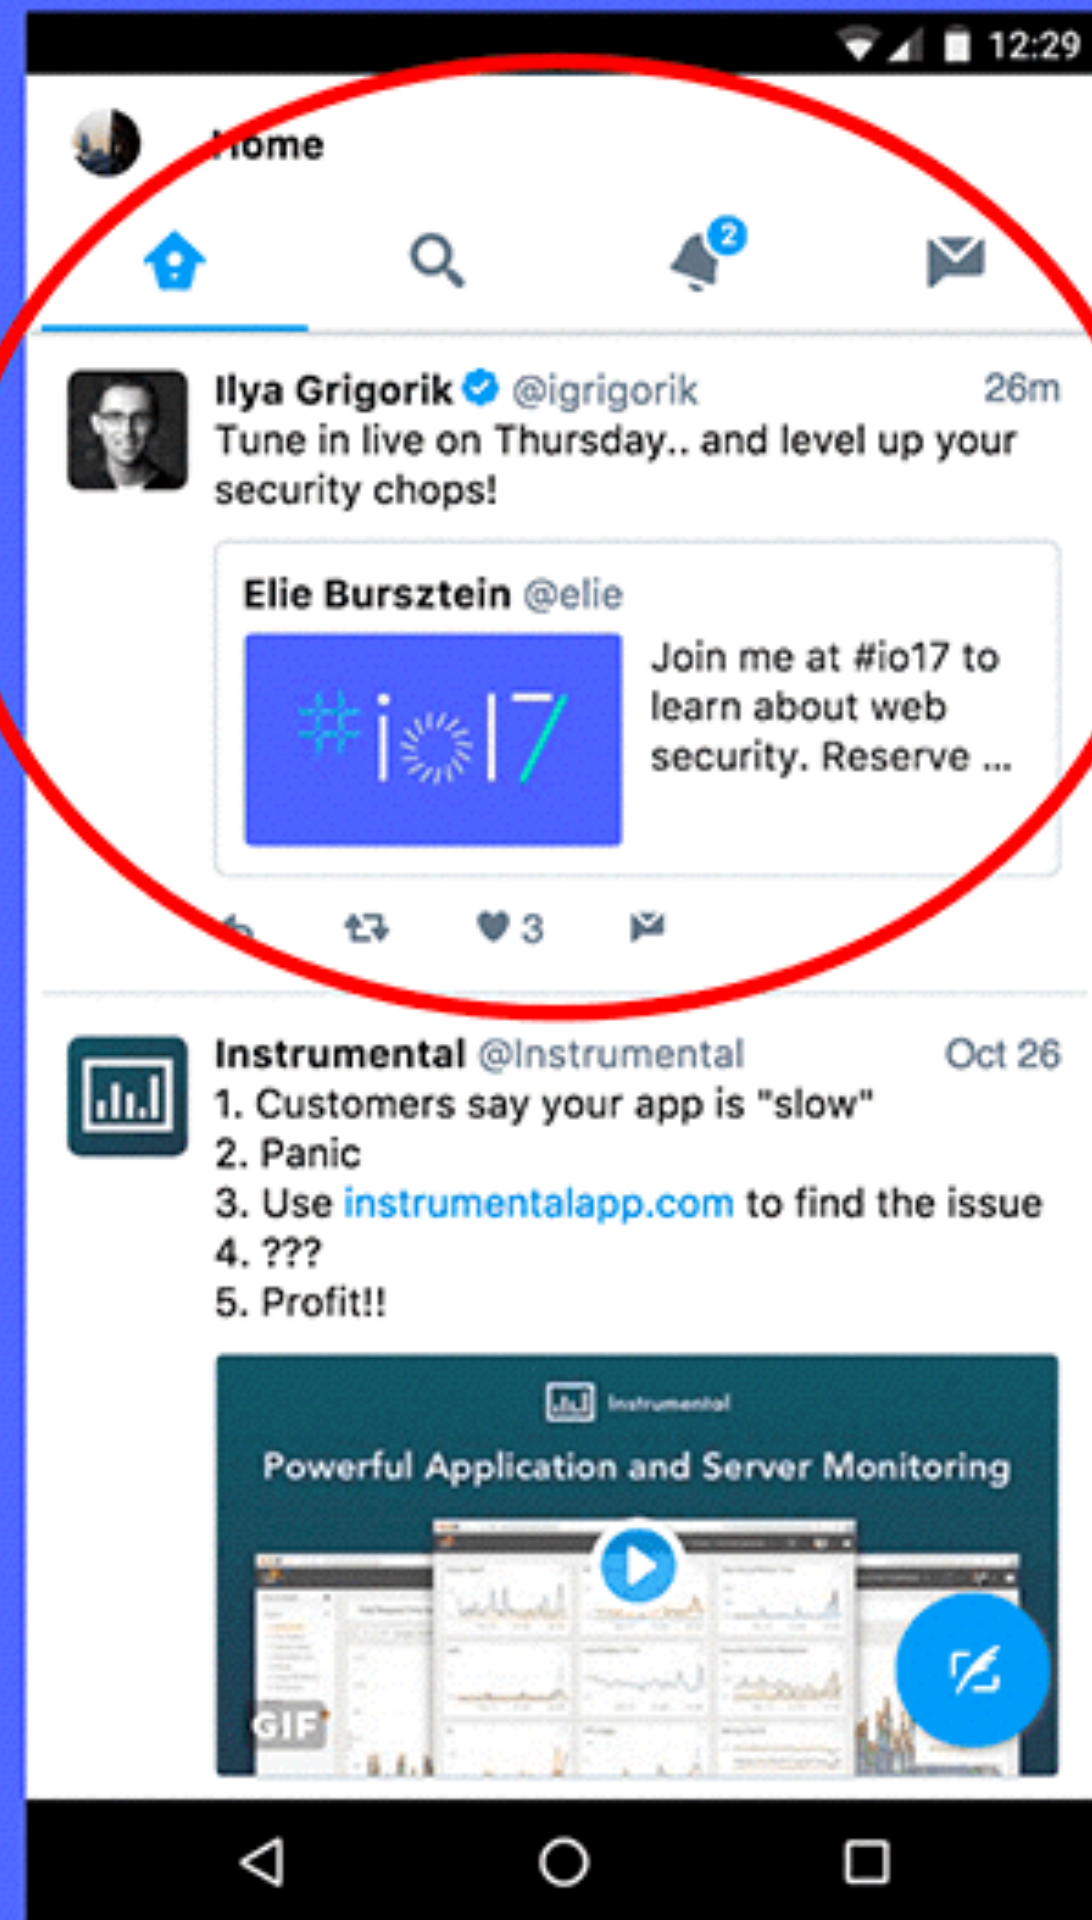 12:29
Home
2
Ilya Grigorik @igrigorik 26m
Tune in live on Thursday.. and level up your
security chops!
Elie Bursztein @elie
#io17
Join me at #io17 to
learn about web
security. Reserve ...
3
Instrumental @Instrumental Oct 26
1. Customers say your app is "slow"
2. Panic
3. Use instrumentalapp.com to find the issue
4. ???
5. Profit!!
Instrumental
Powerful Application and Server Monitoring
GIF